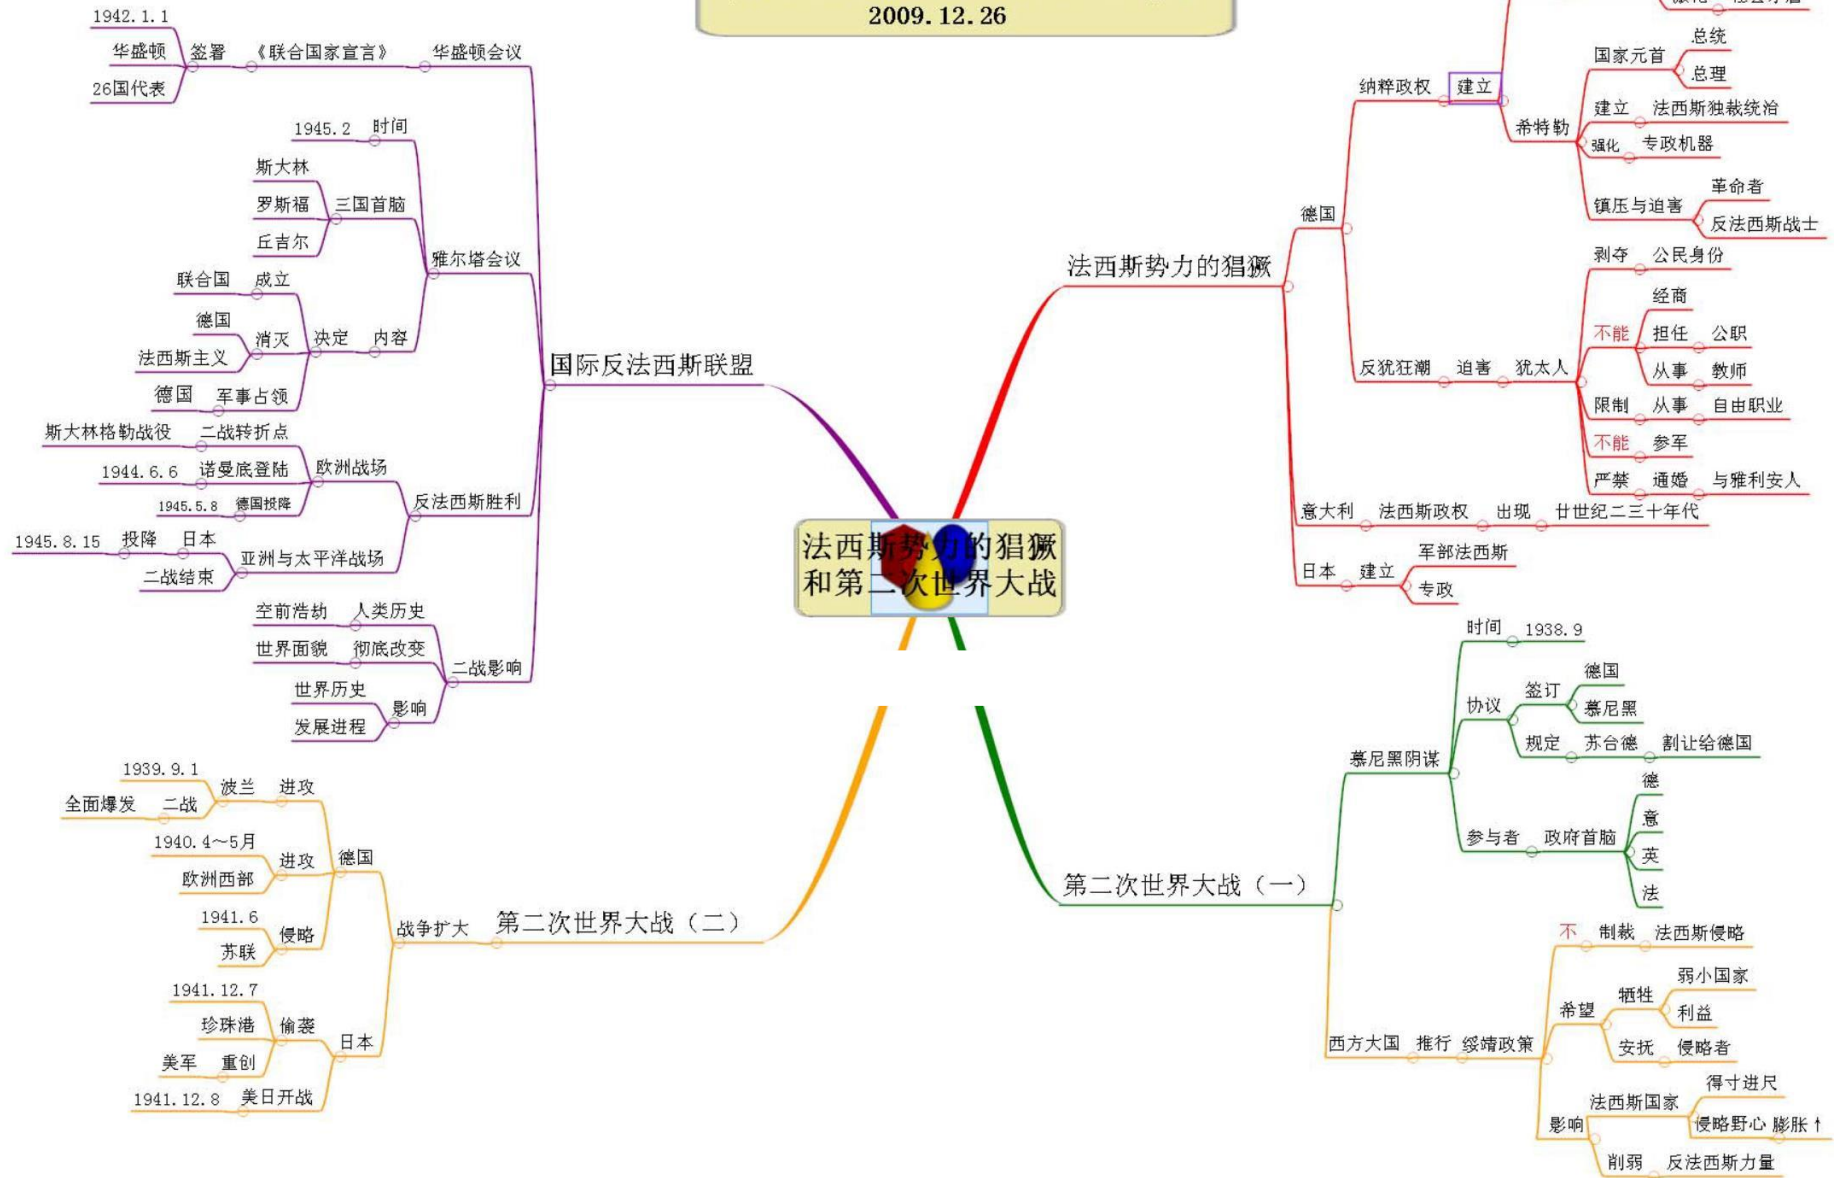 2009.12.26
法西斯势力的猖獗
和第二次世界大战
法西斯势力的猖獗
德国
纳粹政权
建立
希特勒
国家元首
总统
总理
建立
法西斯独裁统治
强化
专政机器
镇压与迫害
革命者
反法西斯战士
反犹狂潮
迫害
犹太人
剥夺
公民身份
不能
经商
担任
公职
从事
教师
限制
从事
自由职业
不能
参军
严禁
通婚
与雅利安人
意大利
法西斯政权
出现
廿世纪二三十年代
日本
建立
军部法西斯
专政
第二次世界大战（一）
慕尼黑阴谋
时间
1938.9
协议
签订
德国
慕尼黑
规定
苏台德
割让给德国
参与者
政府首脑
德
意
英
法
西方大国
推行
绥靖政策
不
制裁
法西斯侵略
希望
牺牲
弱小国家
利益
安抚
侵略者
影响
法西斯国家
得寸进尺
侵略野心
膨胀↑
削弱
反法西斯力量
第二次世界大战（二）
战争扩大
德国
进攻
波兰
1939.9.1
二战
全面爆发
进攻
1940.4～5月
欧洲西部
侵略
1941.6
苏联
日本
偷袭
1941.12.7
珍珠港
重创
美军
美日开战
1941.12.8
国际反法西斯联盟
华盛顿会议
《联合国家宣言》
签署
1942.1.1
华盛顿
26国代表
雅尔塔会议
时间
1945.2
三国首脑
斯大林
罗斯福
丘吉尔
内容
决定
成立
联合国
消灭
德国
法西斯主义
军事占领
德国
反法西斯胜利
欧洲战场
二战转折点
斯大林格勒战役
诺曼底登陆
1944.6.6
德国投降
1945.5.8
亚洲与太平洋战场
日本
投降
1945.8.15
二战结束
二战影响
人类历史
空前浩劫
彻底改变
世界面貌
影响
世界历史
发展进程